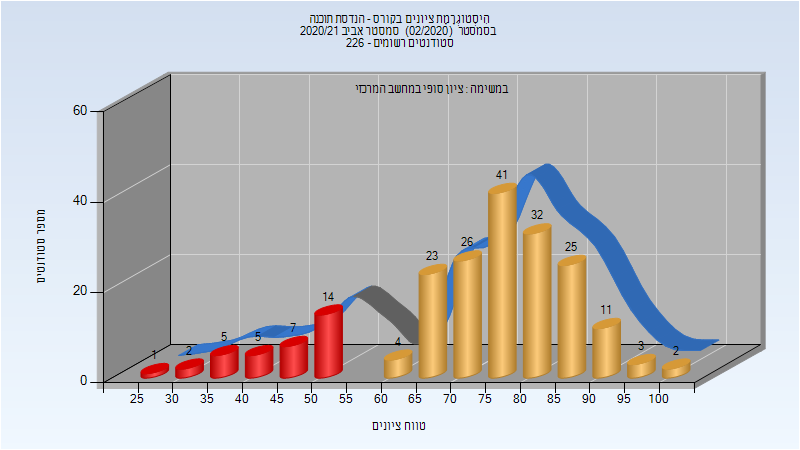 היסטוגרמת ציונים בקורס - הנדסת תוכנה
בסמסטר (02/2020) סמסטר אביב 2020/21
סטודנטים רשומים - 226
במשימה : ציון סופי במחשב המרכזי
מספר סטודנטים
60
40
20
0
1
2
5
5
7
14
4
23
26
41
32
25
11
3
2
25 30 35 40 45 50 55 60 65 70 75 80 85 90 95 100
טווח ציונים